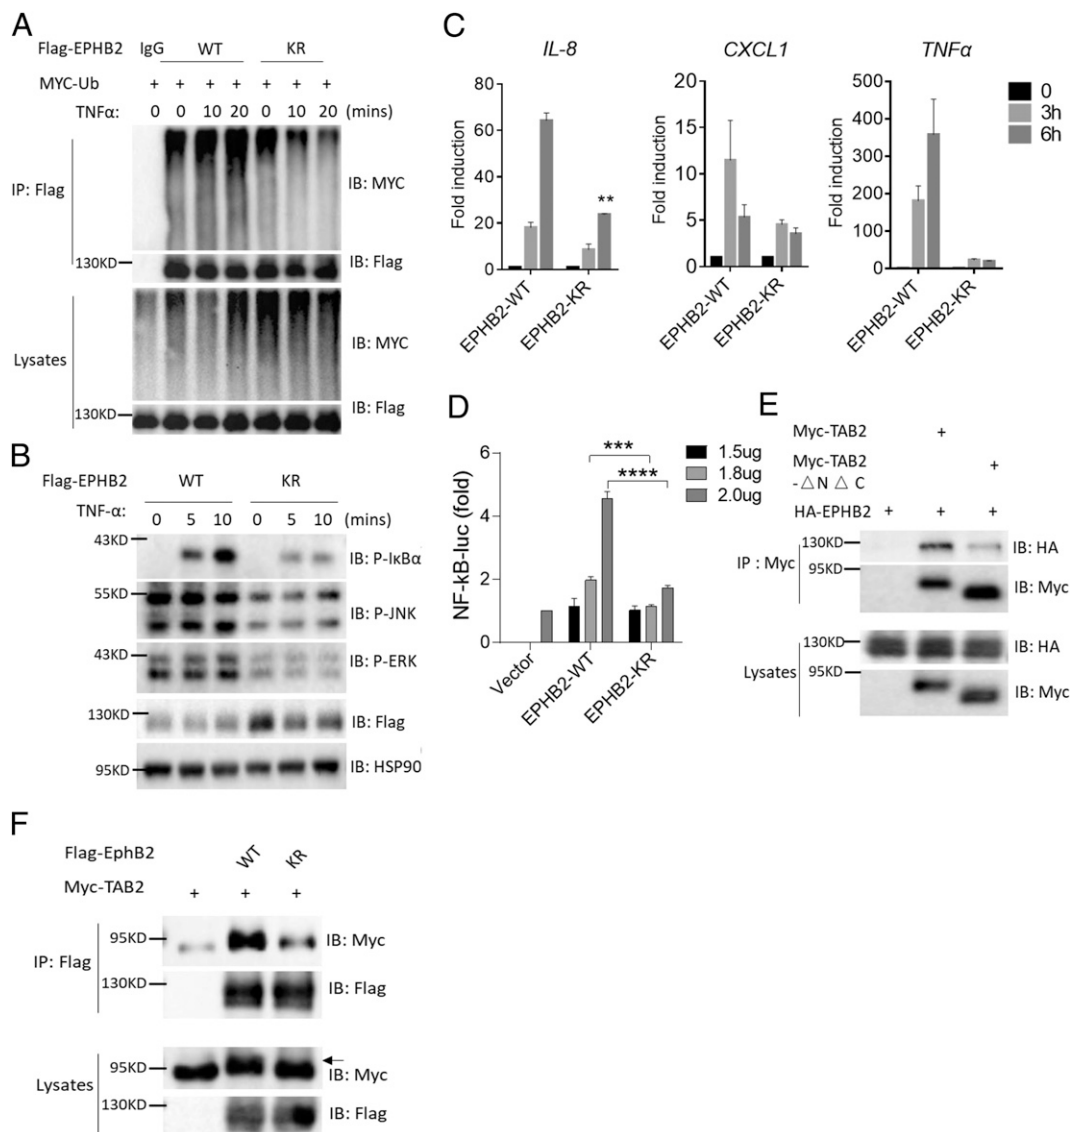 A
Flag-EPHB2 IgG WT KR
MYC-Ub + + + + + + +
TNFα: 0 0 10 20 0 10 20 (mins)
IP: Flag
IB: MYC
130KD
IB: Flag
Lysates
IB: MYC
130KD
IB: Flag
B
Flag-EPHB2 WT KR
TNF-α: 0 5 10 0 5 10 (mins)
43KD
IB: P-IκBα
55KD
IB: P-JNK
43KD
IB: P-ERK
130KD
IB: Flag
95KD
IB: HSP90
C
IL-8
Fold induction
80
60
40
20
0
**
EPHB2-WT
EPHB2-KR
CXCL1
Fold induction
20
15
10
5
0
EPHB2-WT
EPHB2-KR
TNFα
Fold induction
500
400
300
200
100
0
EPHB2-WT
EPHB2-KR
0
3h
6h
D
NF-kB-luc (fold)
6
4
2
0
***
****
Vector
EPHB2-WT
EPHB2-KR
1.5ug
1.8ug
2.0ug
E
Myc-TAB2 +
Myc-TAB2 +
-△N △ C
HA-EPHB2 + + +
IP : Myc
130KD
IB: HA
95KD
IB: Myc
Lysates
130KD
IB: HA
95KD
IB: Myc
F
Flag-EphB2 WT KR
Myc-TAB2 + + +
IP: Flag
95KD
IB: Myc
130KD
IB: Flag
Lysates
95KD
IB: Myc
130KD
IB: Flag